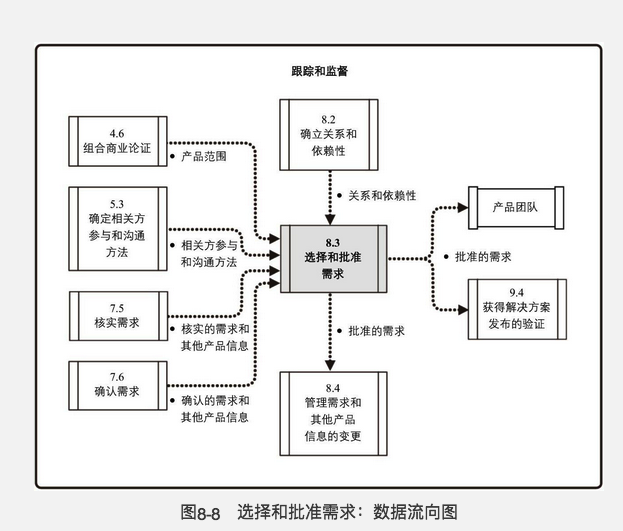 跟踪和监督
4.6
组合商业论证
● 产品范围
8.2
确立关系和
依赖性
● 关系和依赖性
5.3
确定相关方
参与和沟通
方法
● 相关方参与
和沟通方法
8.3
选择和批准
需求
产品团队
● 批准的需求
9.4
获得解决方案
发布的验证
7.5
核实需求
● 核实的需求和
其他产品信息
● 批准的需求
7.6
确认需求
● 确认的需求和
其他产品信息
8.4
管理需求和
其他产品
信息的变更
图8-8 选择和批准需求：数据流向图